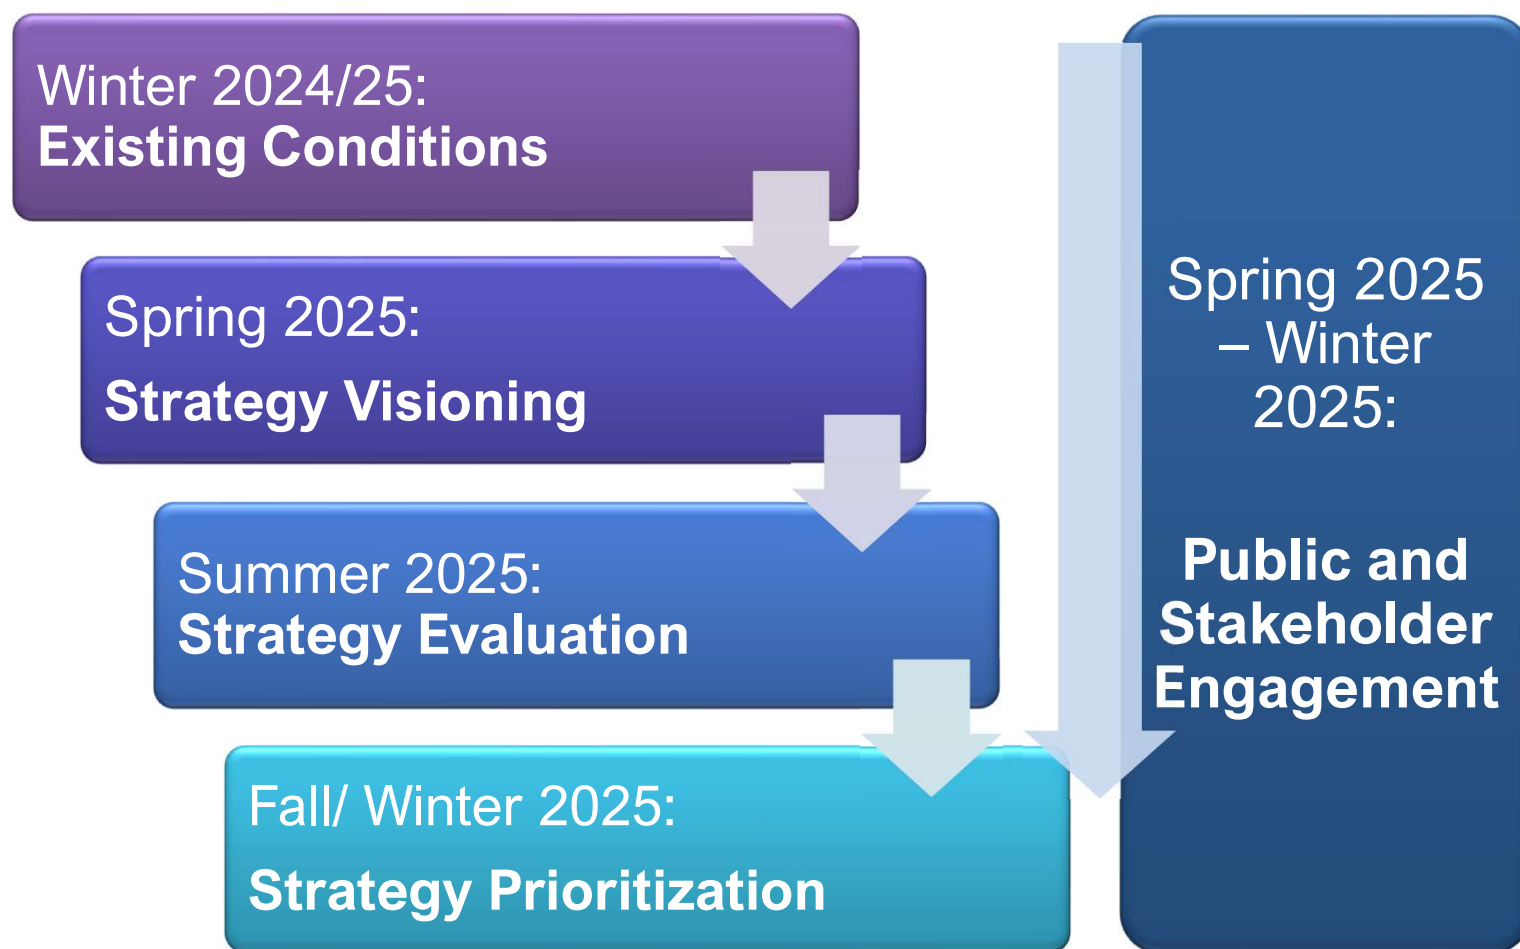 Winter 2024/25:
Existing Conditions
Spring 2025:
Strategy Visioning
Summer 2025:
Strategy Evaluation
Fall/ Winter 2025:
Strategy Prioritization
Spring 2025
– Winter
2025:
Public and
Stakeholder
Engagement